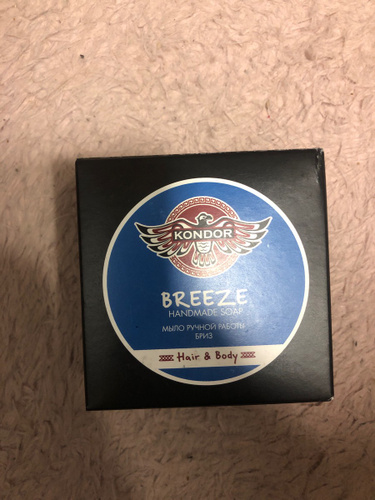 KONDOR
BREEZE
HANDMADE SOAP
МЫЛО РУЧНОЙ РАБОТЫ
БРИЗ
Hair & Body